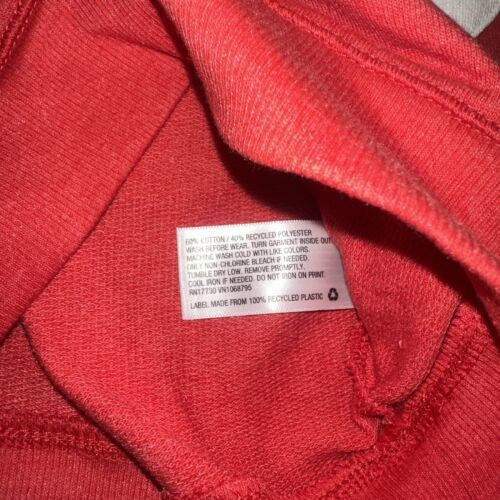 60% COTTON / 40% RECYCLED POLYESTER
WASH BEFORE WEAR. TURN GARMENT INSIDE OUT.
MACHINE WASH COLD WITH LIKE COLORS.
ONLY NON-CHLORINE BLEACH IF NEEDED.
TUMBLE DRY LOW. REMOVE PROMPTLY.
COOL IRON IF NEEDED. DO NOT IRON ON PRINT.
RN17730 VN1068795
LABEL MADE FROM 100% RECYCLED PLASTIC